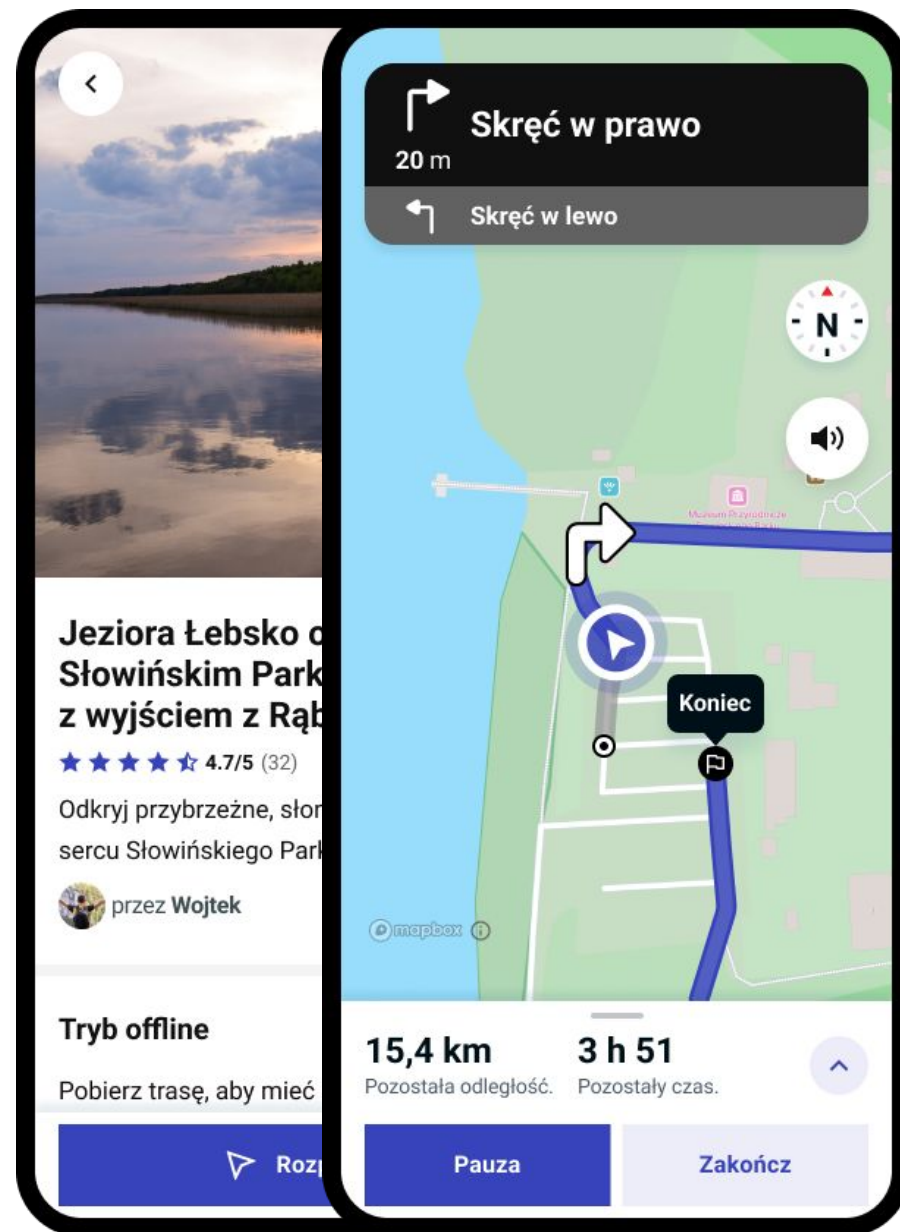 Jeziora Łebsko o
Słowińskim Park
z wyjściem z Rąb
4.7/5 (32)
Odkryj przybrzeżne, słon
sercu Słowińskiego Park
przez Wojtek
Tryb offline
Pobierz trasę, aby mieć
Rozp
Skręć w prawo
20 m
Skręć w lewo
N
Muzeum Przyrodnicze
Koniec
mapbox
15,4 km
Pozostała odległość.
3 h 51
Pozostały czas.
Pauza
Zakończ